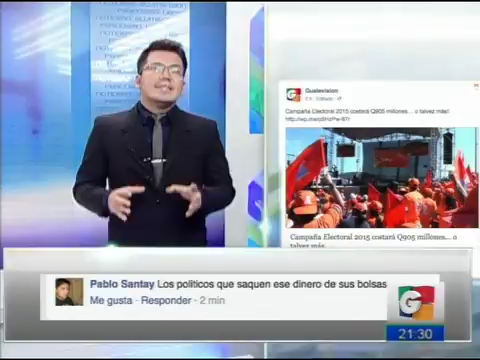 Guatevision
Campaña Electoral 2015 costará Q905 millones... o talvez más!
Campaña Electoral 2015 costará Q905 millones... o
talvez más
Pablo Santay Los políticos que saquen ese dinero de sus bolsas
Me gusta · Responder · 2 min
G
21:30